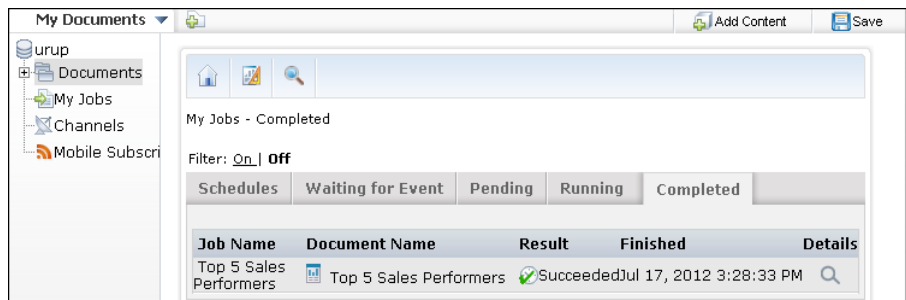 My Documents
Add Content
Save
urup
Documents
My Jobs
Channels
Mobile Subscri
My Jobs - Completed
Filter: On | Off
Schedules Waiting for Event Pending Running Completed
Job Name Document Name Result Finished Details
Top 5 Sales Performers Top 5 Sales Performers Succeeded Jul 17, 2012 3:28:33 PM